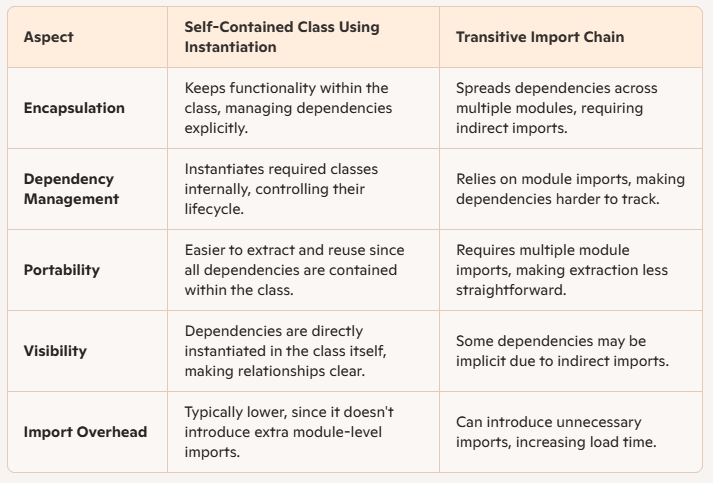 Aspect
Self-Contained Class Using
Instantiation
Transitive Import Chain
Encapsulation
Keeps functionality within the
class, managing dependencies
explicitly.
Spreads dependencies across
multiple modules, requiring
indirect imports.
Dependency
Management
Instantiates required classes
internally, controlling their
lifecycle.
Relies on module imports, making
dependencies harder to track.
Portability
Easier to extract and reuse since
all dependencies are contained
within the class.
Requires multiple module
imports, making extraction less
straightforward.
Visibility
Dependencies are directly
instantiated in the class itself,
making relationships clear.
Some dependencies may be
implicit due to indirect imports.
Import Overhead
Typically lower, since it doesn't
introduce extra module-level
imports.
Can introduce unnecessary
imports, increasing load time.